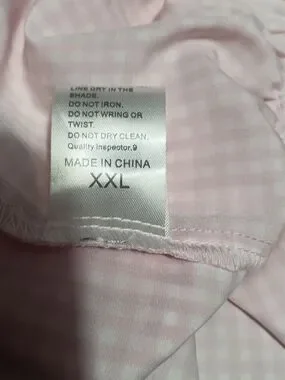 LINE DRY IN THE
SHADE.
DO NOT IRON.
DO NOT WRING OR
TWIST.
DO NOT DRY CLEAN.
Quality Inspector.9
MADE IN CHINA
XXL